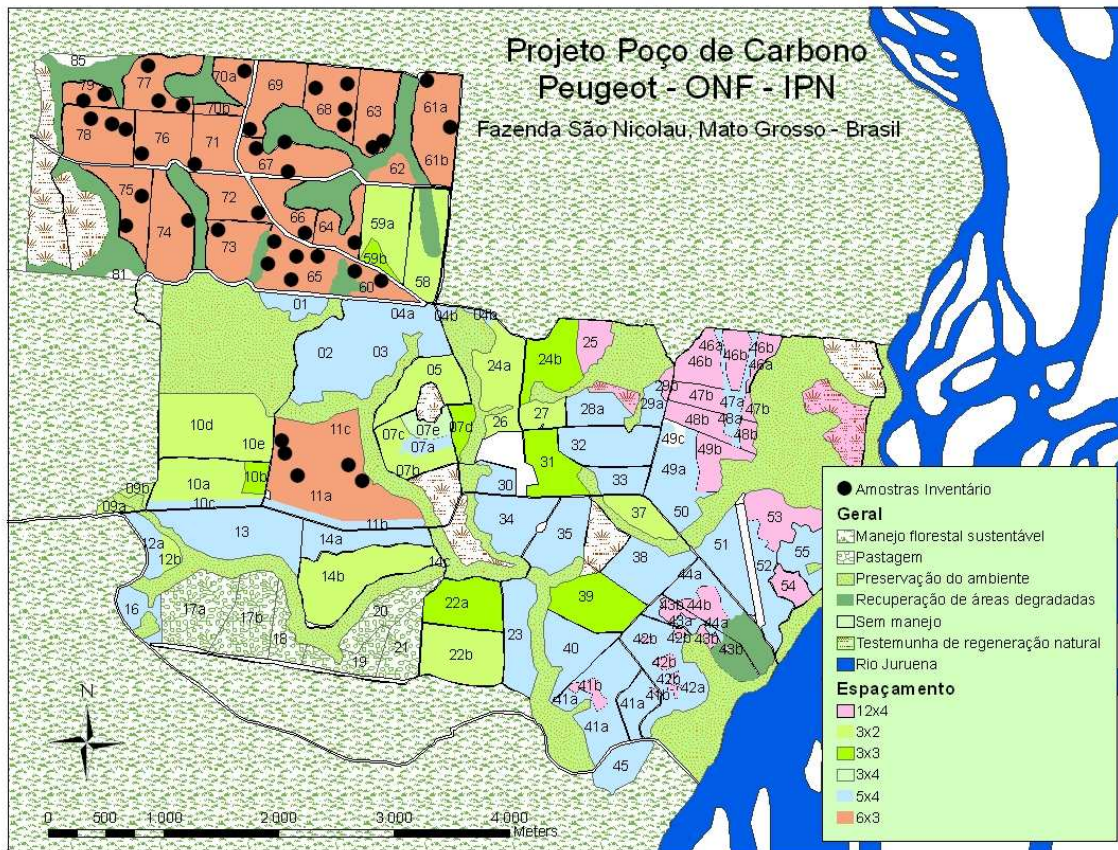 Projeto Poço de Carbono
Peugeot - ONF - IPN
Fazenda São Nicolau, Mato Grosso - Brasil
85
79
77
70a
69
68
63
61a
70b
78
76
71
67
62
61b
75
72
66
64
59a
74
73
59b
58
65
60
81
01
04a
04b
04b
02
03
05
24a
24b
25
46a
46b
46b
46b
46a
29b
47b
47a
47b
29a
28a
27
26
07d
07e
07c
07a
07b
48b
48a
48b
49c
49b
49a
32
33
31
30
10d
10e
11c
10a
10b
10c
11a
11b
09b
09a
34
35
37
50
38
51
53
52
55
54
13
12a
12b
14a
14b
14c
16
17a
17b
18
19
20
21
22a
22b
23
39
40
44a
43b
44b
43a
44a
42b
42b
43b
43b
42b
42b
42a
41b
41a
41a
41b
41a
45
N
0
500
1.000
2.000
3.000
4.000
Meters
Amostras Inventário
Geral
Manejo florestal sustentável
Pastagem
Preservação do ambiente
Recuperação de áreas degradadas
Sem manejo
Testemunha de regeneração natural
Rio Juruena
Espaçamento
12x4
3x2
3x3
3x4
5x4
6x3